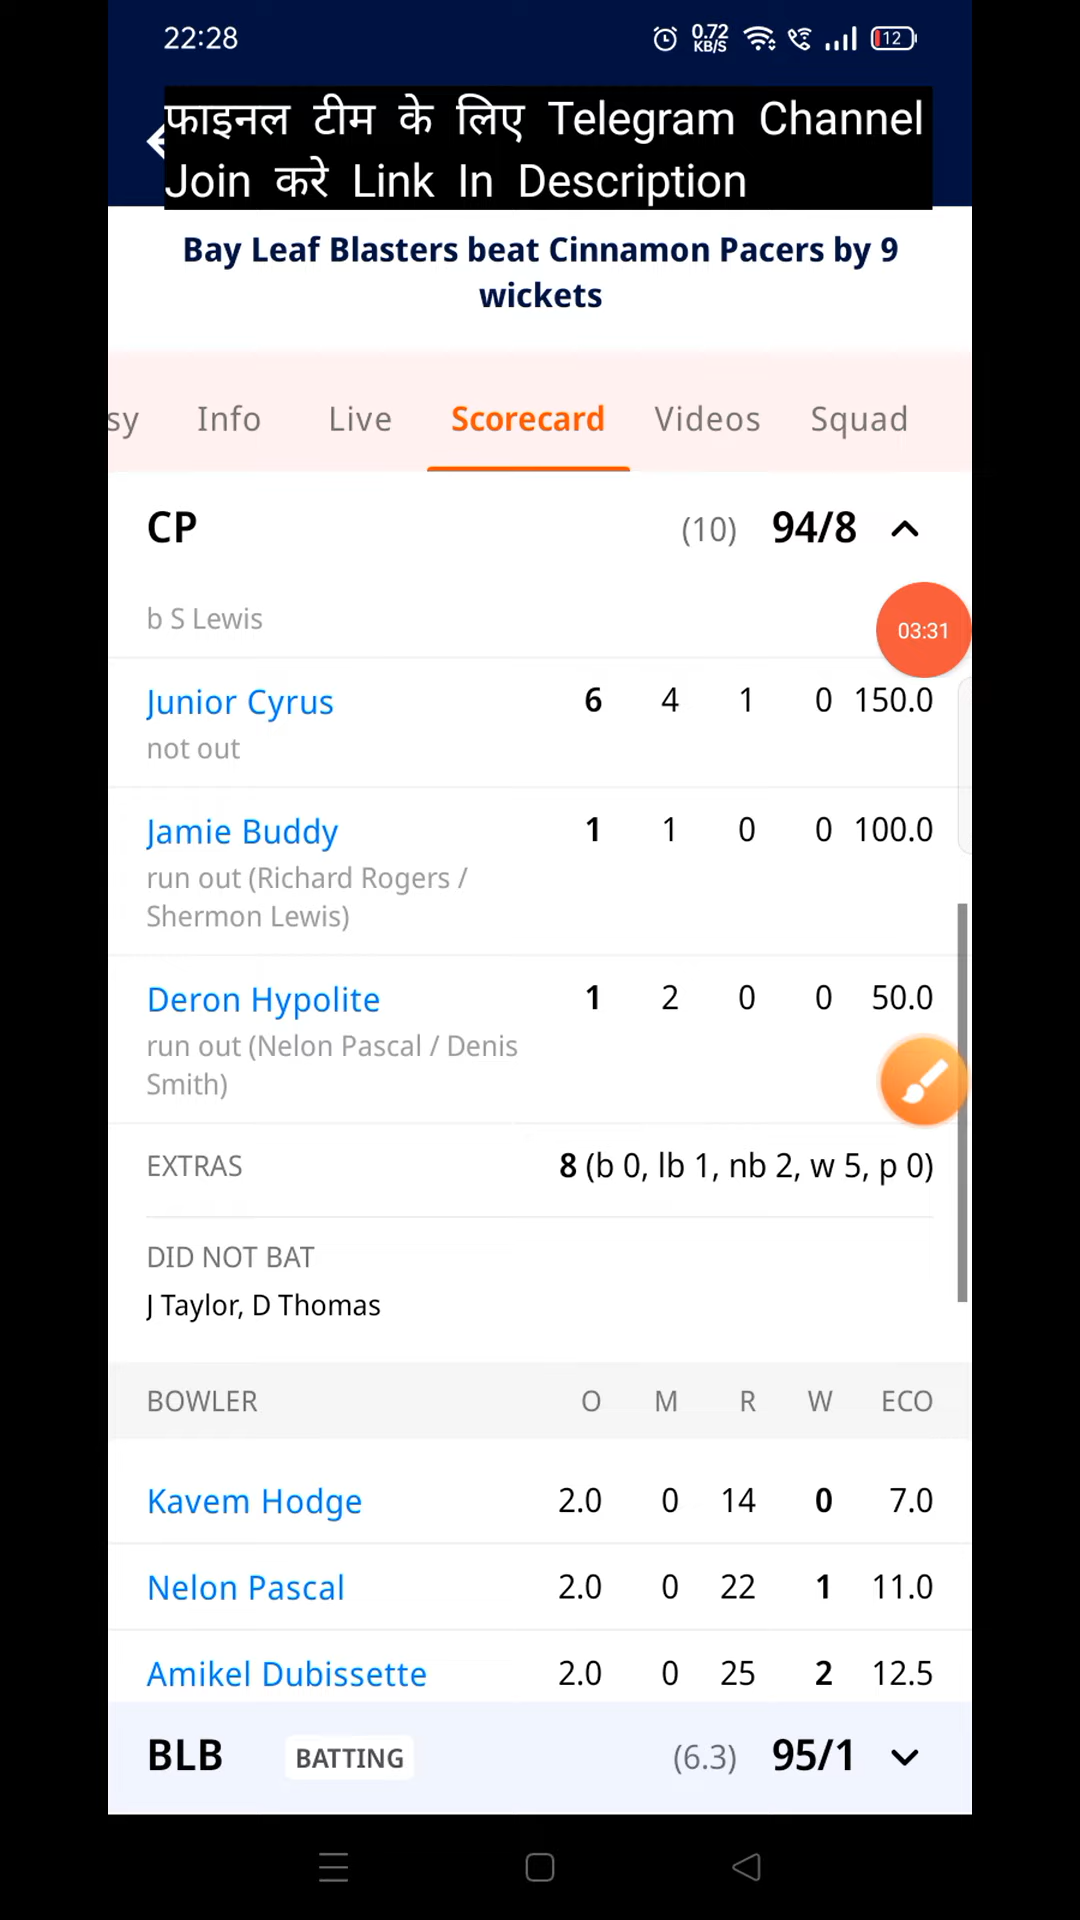 22:28 0.72 KB/S 12
फाइनल टीम के लिए Telegram Channel
Join करे Link In Description
Bay Leaf Blasters beat Cinnamon Pacers by 9
wickets
sy Info Live Scorecard Videos Squad
CP (10) 94/8
b S Lewis
03:31
Junior Cyrus 6 4 1 0 150.0
not out
Jamie Buddy 1 1 0 0 100.0
run out (Richard Rogers /
Shermon Lewis)
Deron Hypolite 1 2 0 0 50.0
run out (Nelon Pascal / Denis
Smith)
EXTRAS 8 (b 0, lb 1, nb 2, w 5, p 0)
DID NOT BAT
J Taylor, D Thomas
BOWLER O M R W ECO
Kavem Hodge 2.0 0 14 0 7.0
Nelon Pascal 2.0 0 22 1 11.0
Amikel Dubissette 2.0 0 25 2 12.5
BLB BATTING (6.3) 95/1